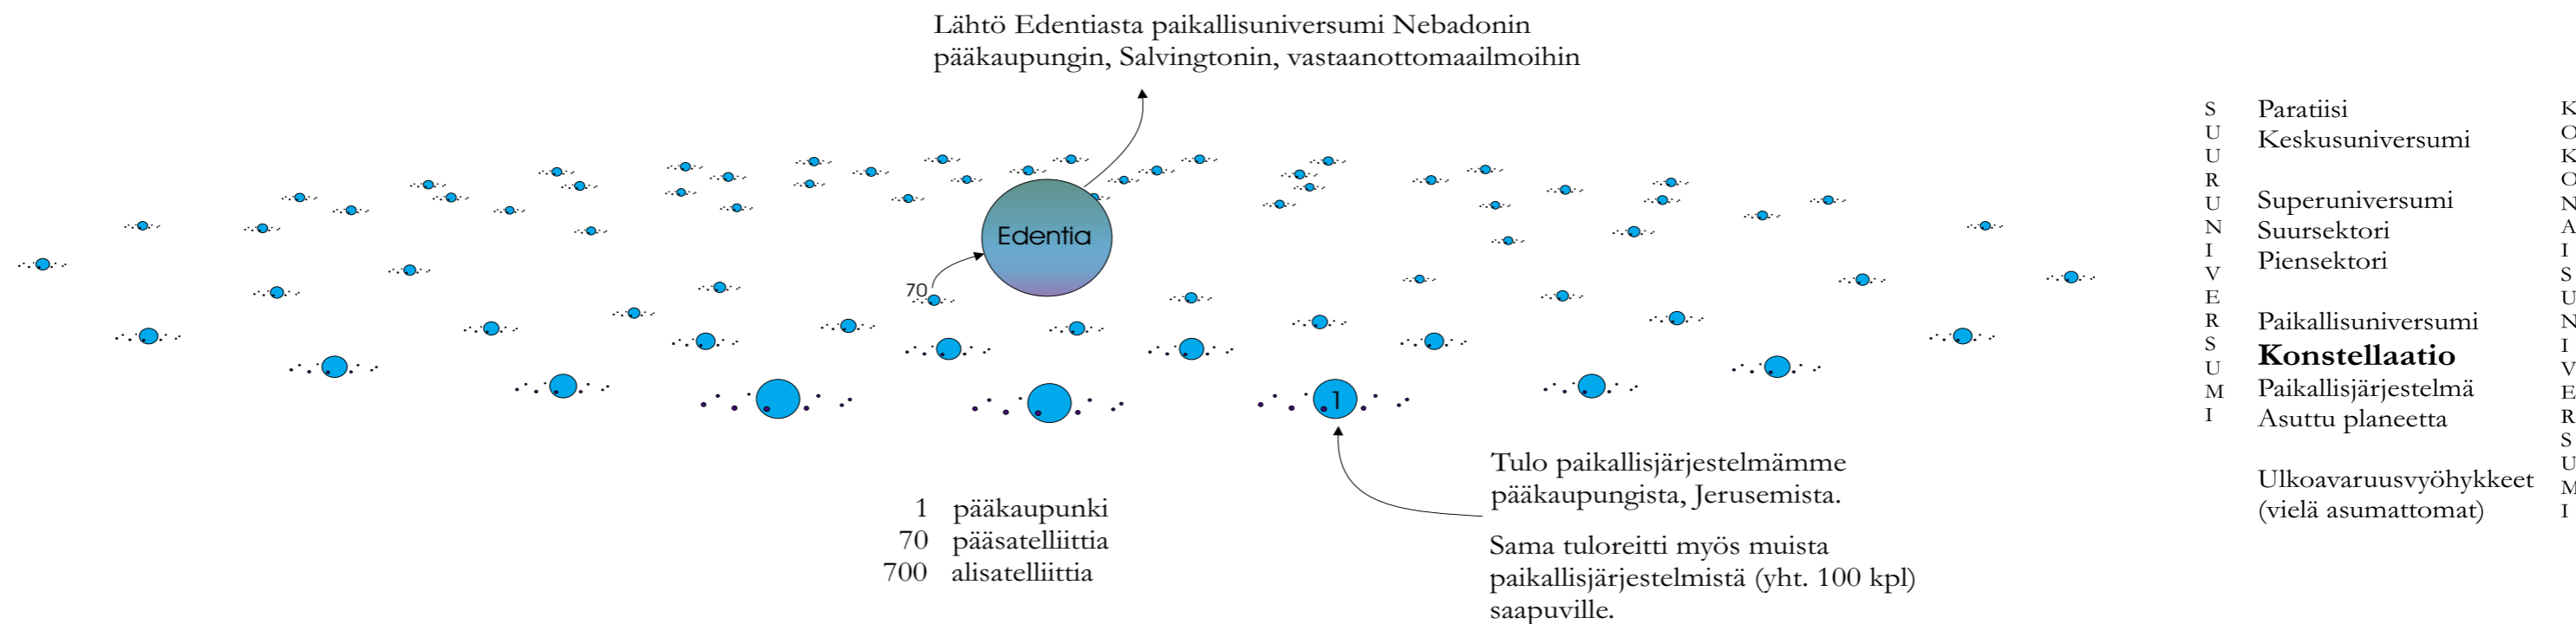 Lähtö Edentiasta paikallisuniversumi Nebadonin
pääkaupungin, Salvingtonin, vastaanottomaailmoihin
Edentia
70
1
1 pääkaupunki
70 pääsatelliittia
700 alisatelliittia
Tulo paikallisjärjestelmämme
pääkaupungista, Jerusemista.
Sama tuloreitti myös muista
paikallisjärjestelmistä (yht. 100 kpl)
saapuville.
SUURUNIVERSUMI
Paratiisi
Keskusuniversumi
Superuniversumi
Suursektori
Piensektori
Paikallisuniversumi
Konstellaatio
Paikallisjärjestelmä
Asuttu planeetta
Ulkoavaruusvyöhykkeet
(vielä asumattomat)
KOKONAISUNIVERSUMI